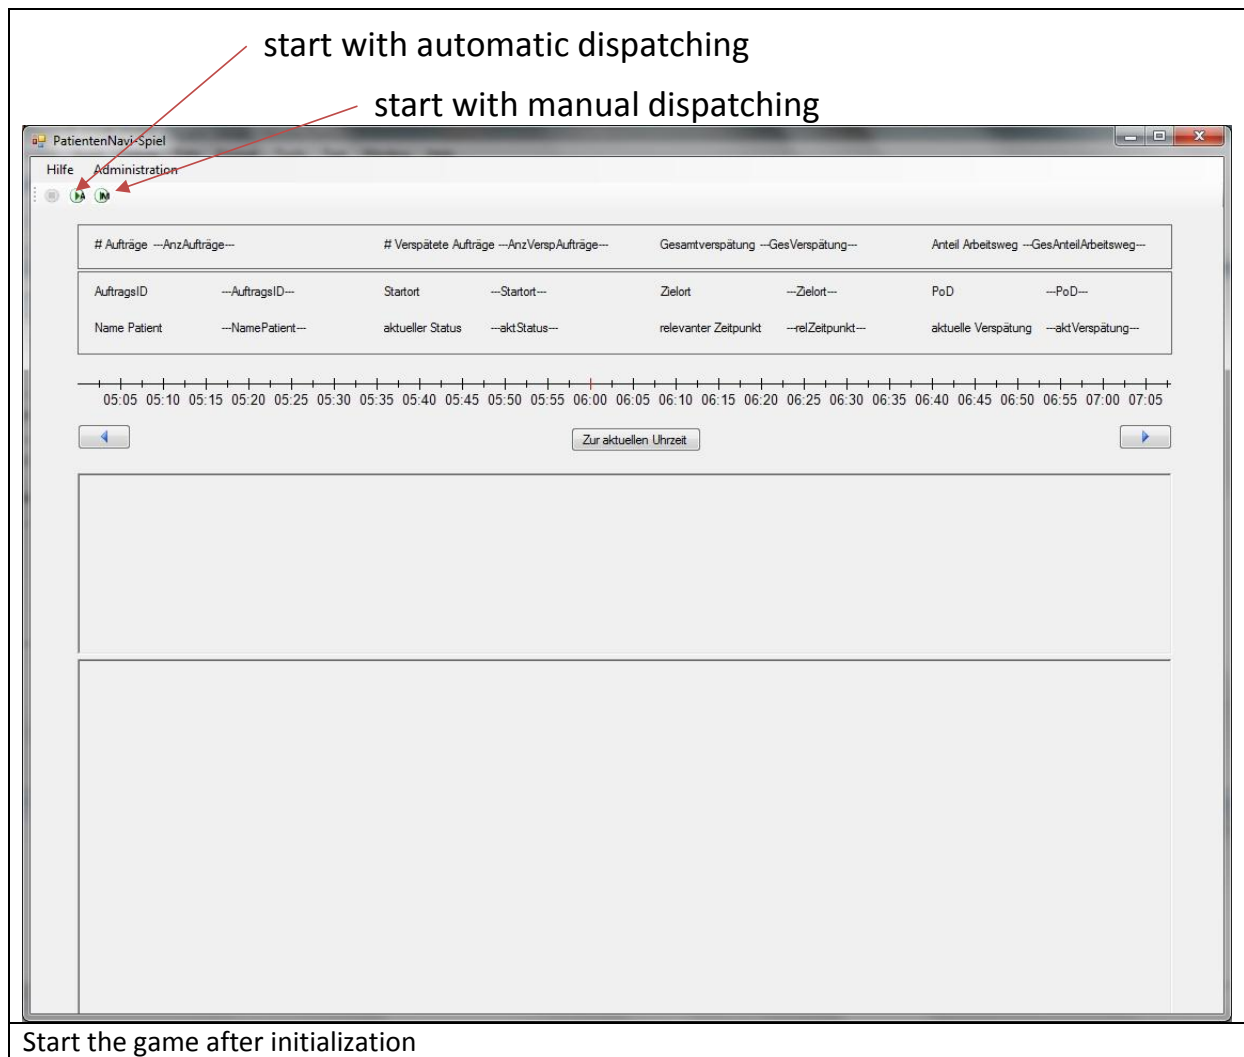 start with automatic dispatching
start with manual dispatching
PatientenNavi-Spiel
Hilfe Administration
# Aufträge ---AnzAufträge--- # Verspätete Aufträge ---AnzVerspAufträge--- Gesamtverspätung ---GesVerspätung--- Anteil Arbeitsweg ---GesAnteilArbeitsweg---
AuftragsID ---AuftragsID--- Startort ---Startort--- Zielort ---Zielort--- PoD ---PoD---
Name Patient ---NamePatient--- aktueller Status ---aktStatus--- relevanter Zeitpunkt ---relZeitpunkt--- aktuelle Verspätung ---aktVerspätung---
05:05 05:10 05:15 05:20 05:25 05:30 05:35 05:40 05:45 05:50 05:55 06:00 06:05 06:10 06:15 06:20 06:25 06:30 06:35 06:40 06:45 06:50 06:55 07:00 07:05
Zur aktuellen Uhrzeit
Start the game after initialization